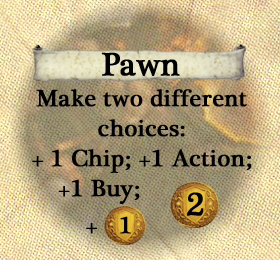 Pawn
Make two different
choices:
+ 1 Chip; +1 Action;
+1 Buy;
+ 1
2